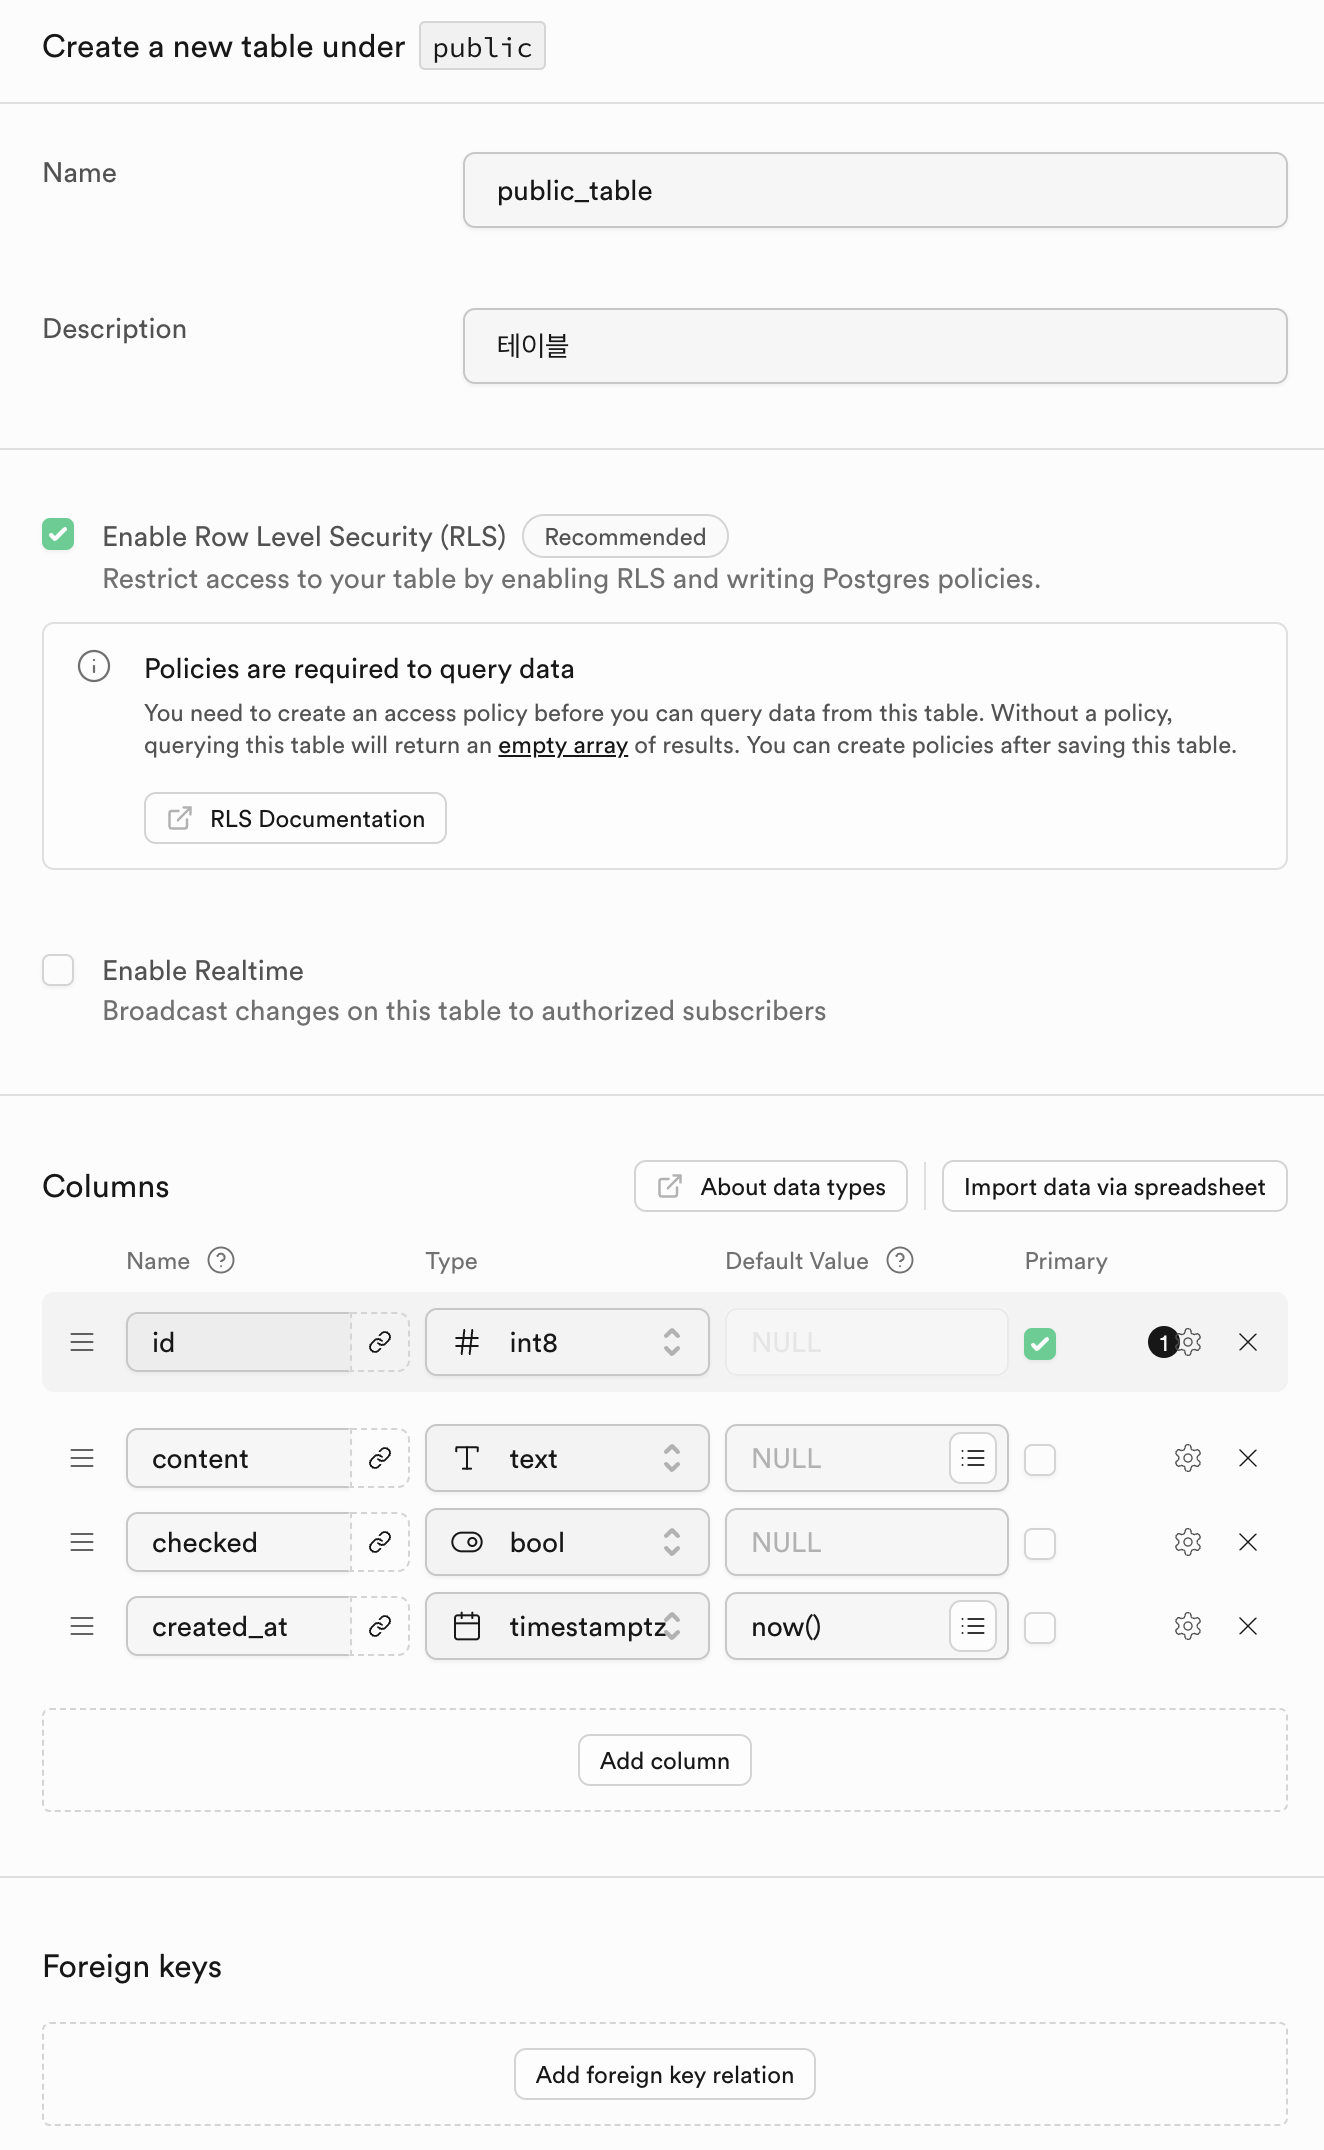 Create a new table under public
Name
public_table
Description
테이블
Enable Row Level Security (RLS) Recommended
Restrict access to your table by enabling RLS and writing Postgres policies.
Policies are required to query data
You need to create an access policy before you can query data from this table. Without a policy,
querying this table will return an empty array of results. You can create policies after saving this table.
RLS Documentation
Enable Realtime
Broadcast changes on this table to authorized subscribers
Columns About data types Import data via spreadsheet
Name Type Default Value Primary
id int8 NULL 1
content text NULL
checked bool NULL
created_at timestamptz now()
Add column
Foreign keys
Add foreign key relation